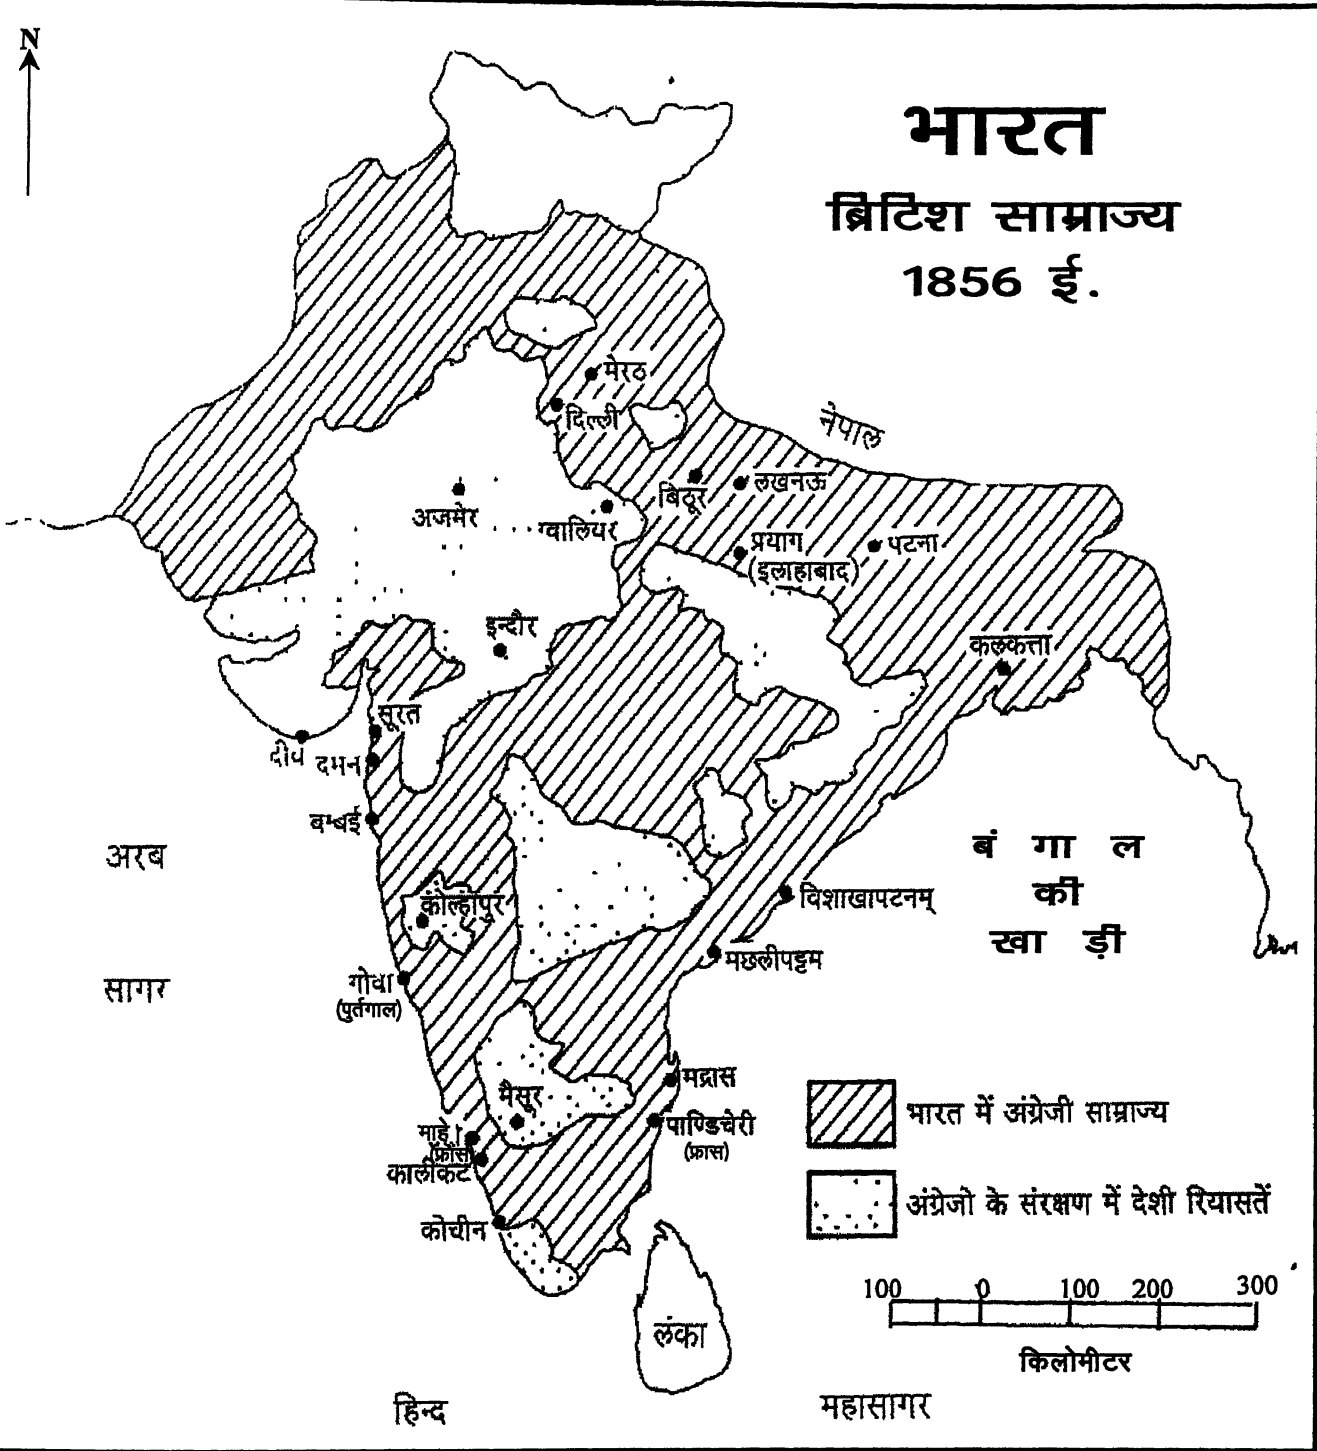 N
भारत
ब्रिटिश साम्राज्य
1856 ई.
मेरठ
दिल्ली
नेपाल
बिठूर
लखनऊ
अजमेर
ग्वालियर
प्रयाग
(इलाहाबाद)
पटना
इन्दौर
कलकत्ता
सूरत
दीव
दमन
बम्बई
अरब
सागर
कोल्हापुर
बं गा ल
की
खा ड़ी
विशाखापटनम्
मछलीपट्टम
गोवा
(पुर्तगाल)
मैसूर
मद्रास
माहे
(फ्रांस)
कालीकट
पाण्डिचेरी
(फ्रास)
कोचीन
भारत में अंग्रेजी साम्राज्य
अंग्रेजो के संरक्षण में देशी रियासतें
100 0 100 200 300
किलोमीटर
लंका
हिन्द महासागर